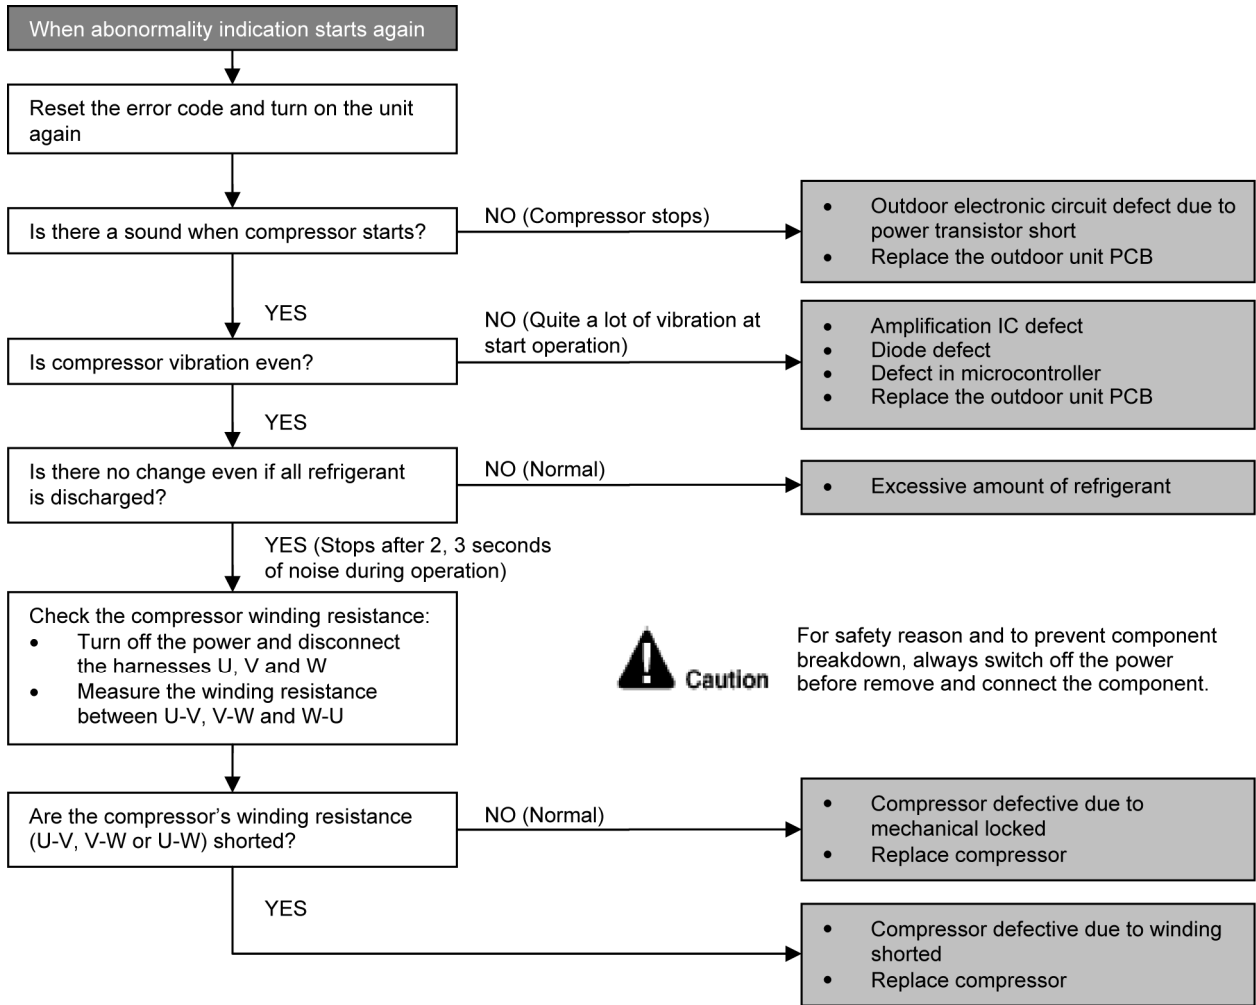 When abonormality indication starts again
Reset the error code and turn on the unit
again
Is there a sound when compressor starts?
NO (Compressor stops)
• Outdoor electronic circuit defect due to
power transistor short
• Replace the outdoor unit PCB
YES
Is compressor vibration even?
NO (Quite a lot of vibration at
start operation)
• Amplification IC defect
• Diode defect
• Defect in microcontroller
• Replace the outdoor unit PCB
YES
Is there no change even if all refrigerant
is discharged?
NO (Normal)
• Excessive amount of refrigerant
YES (Stops after 2, 3 seconds
of noise during operation)
Check the compressor winding resistance:
• Turn off the power and disconnect
the harnesses U, V and W
• Measure the winding resistance
between U-V, V-W and W-U
Caution
For safety reason and to prevent component
breakdown, always switch off the power
before remove and connect the component.
Are the compressor’s winding resistance
(U-V, V-W or U-W) shorted?
NO (Normal)
• Compressor defective due to
mechanical locked
• Replace compressor
YES
• Compressor defective due to winding
shorted
• Replace compressor